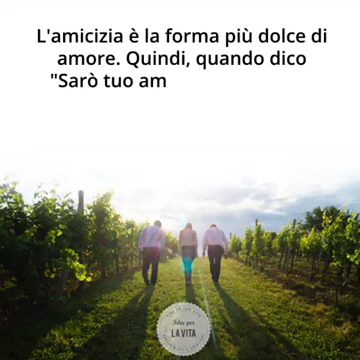 L'amicizia è la forma più dolce di
amore. Quindi, quando dico
"Sarò tuo am
Idee per
LA VITA